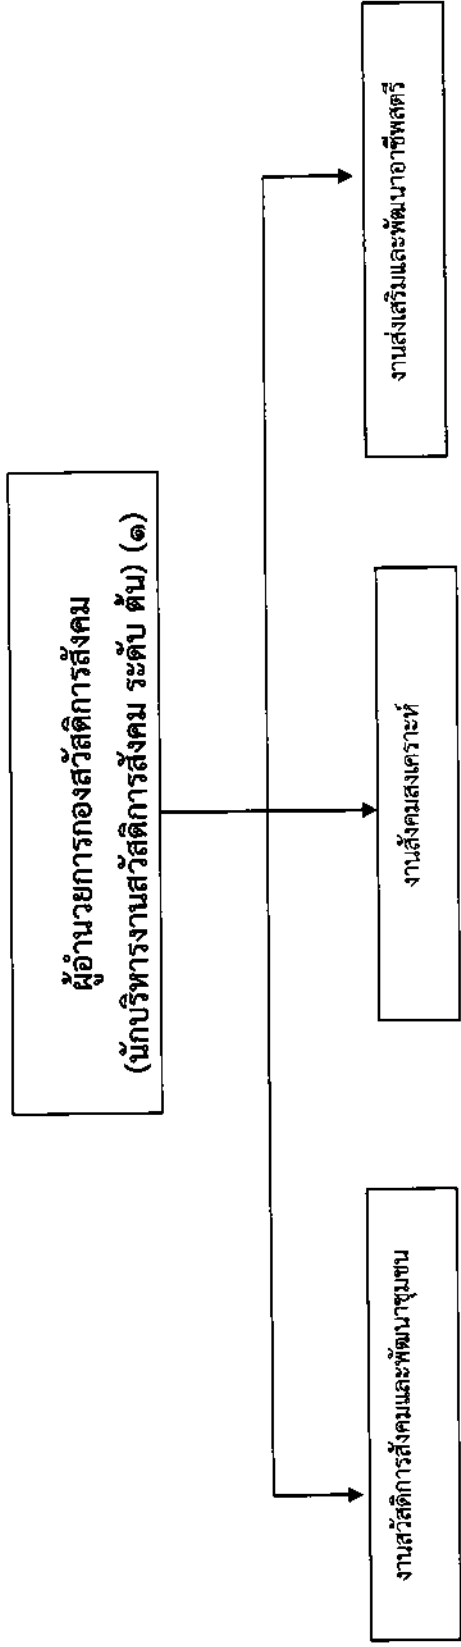 ผู้อำนวยการกองสวัสดิการสังคม
(นักบริหารงานสวัสดิการสังคม ระดับ ต้น) (๑)
งานสวัสดิการสังคมและพัฒนาชุมชน
งานสังคมสงเคราะห์
งานส่งเสริมและพัฒนาอาชีพสตรี